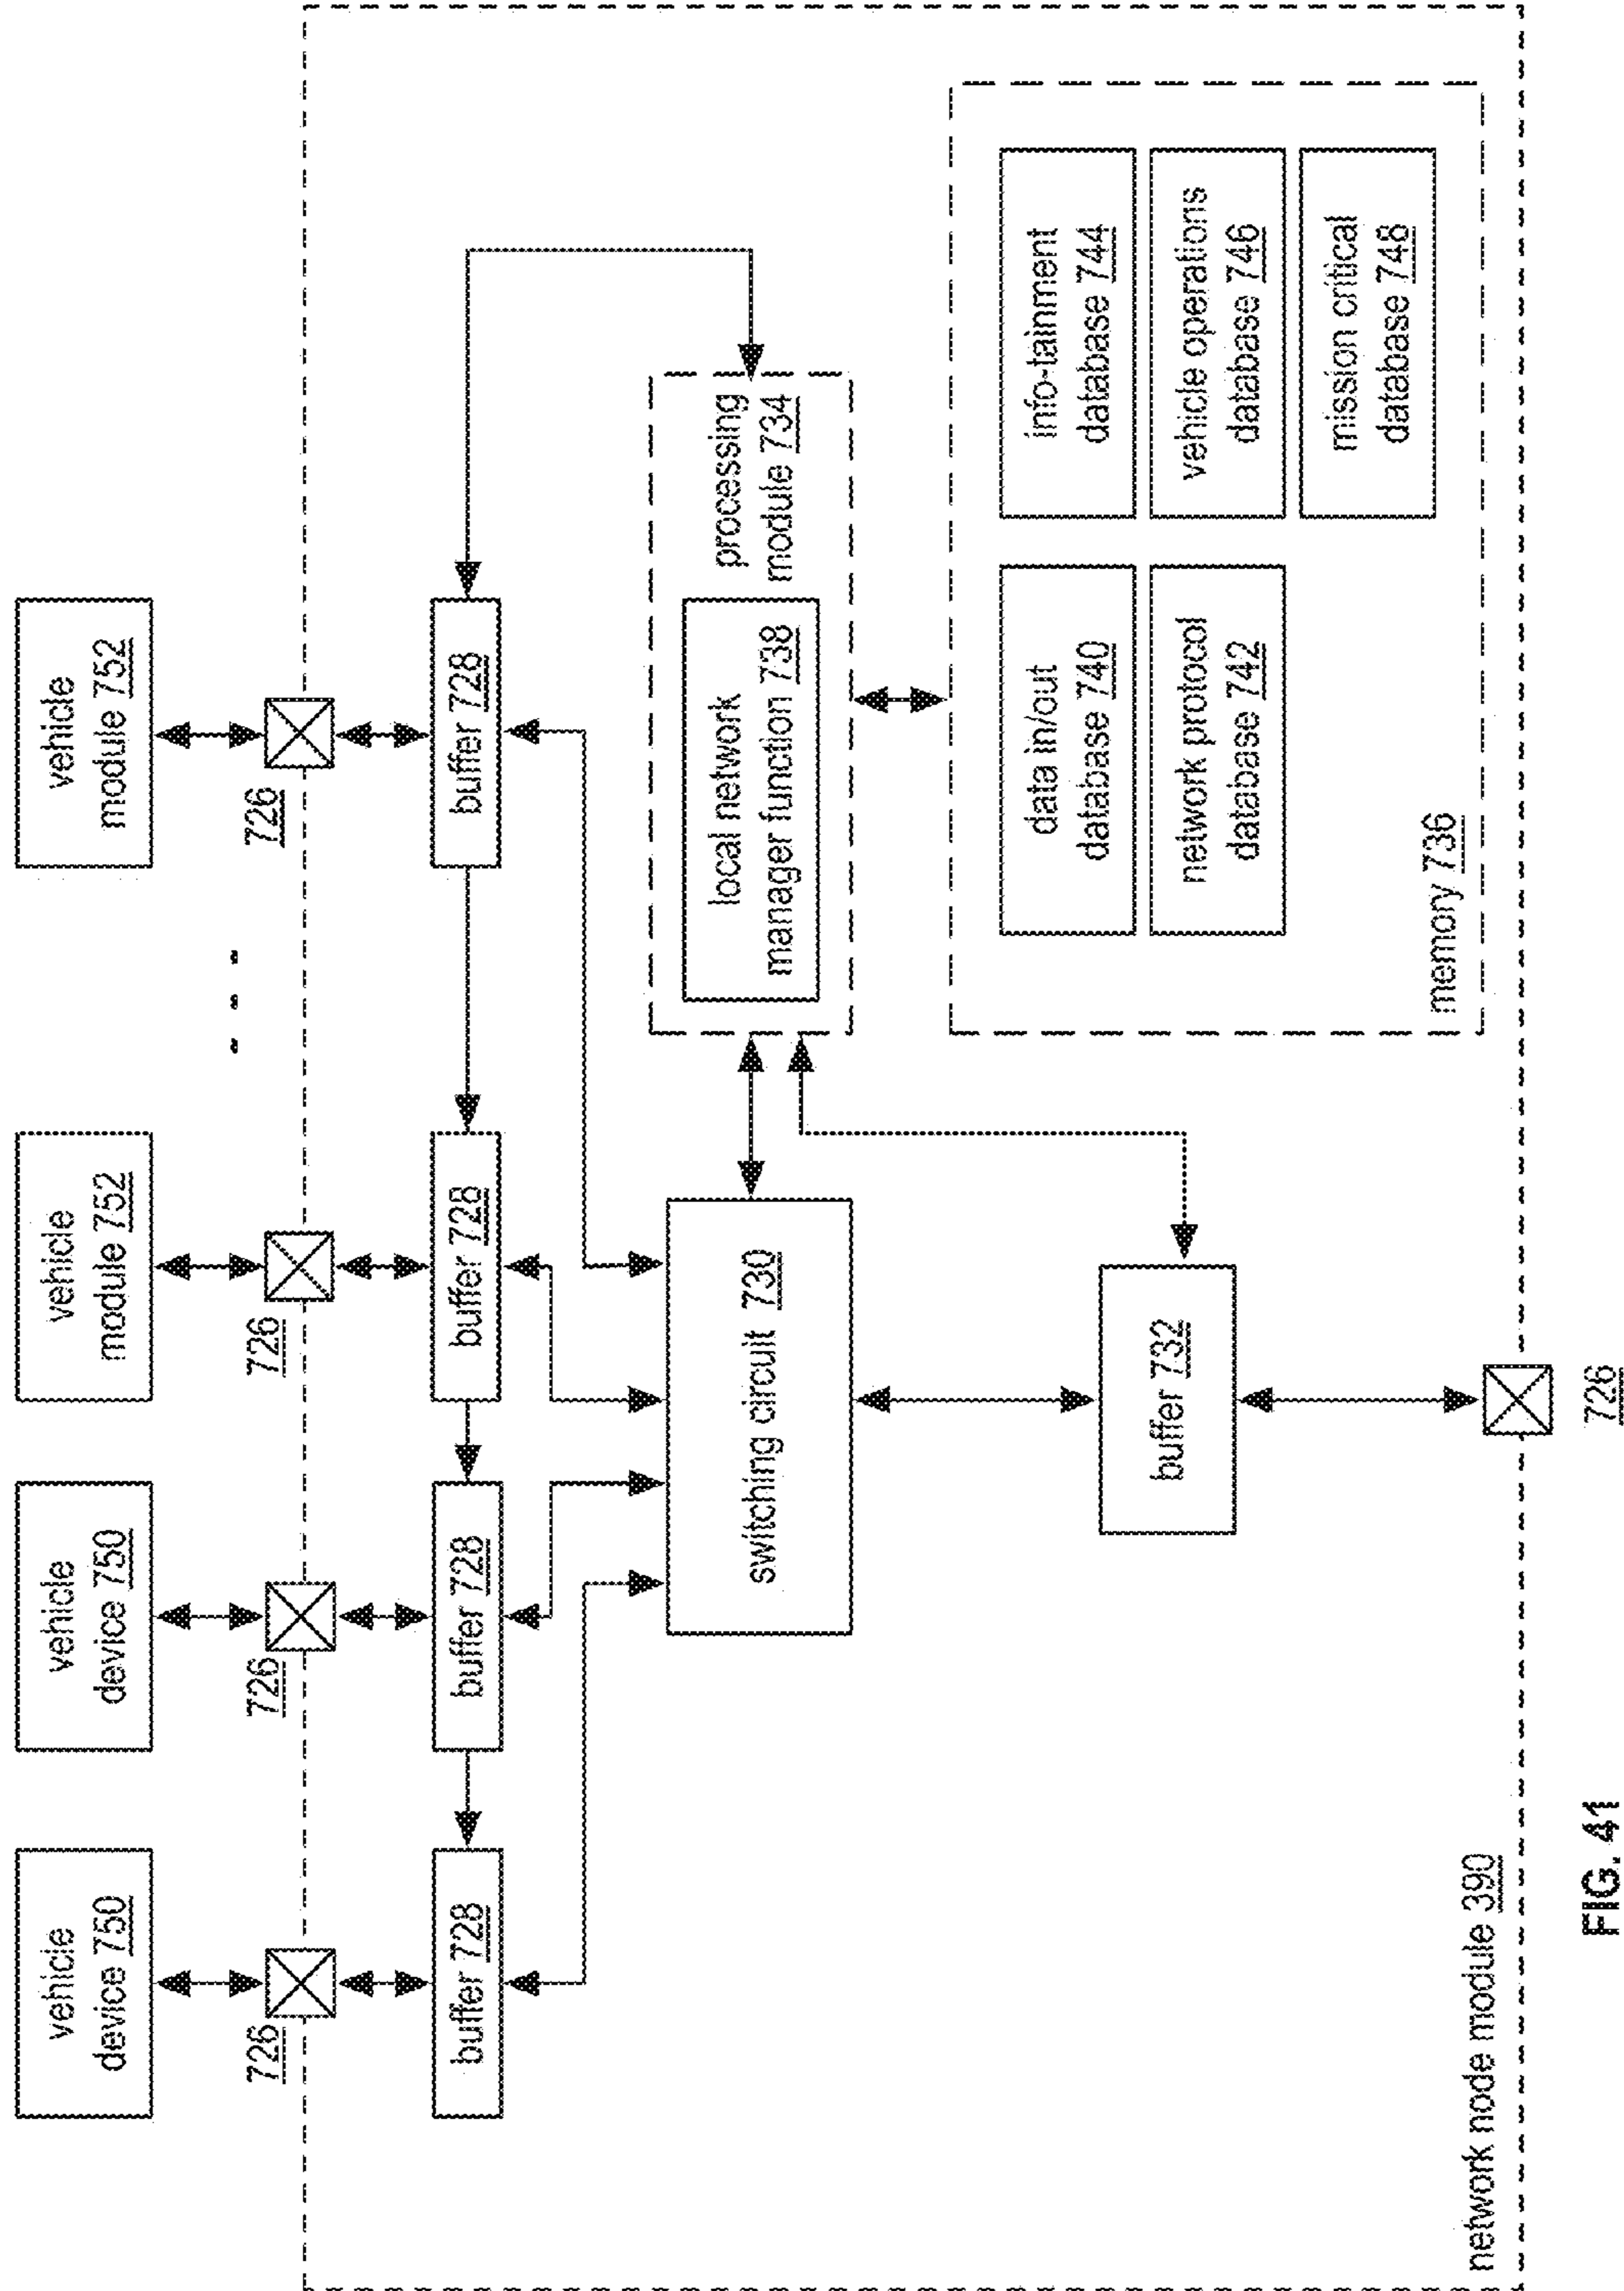 vehicle
device 750
vehicle
device 750
vehicle
module 752
vehicle
module 752
726
726
726
726
buffer 728
buffer 728
buffer 728
buffer 728
switching circuit 730
local network
manager function 738
processing
module 734
buffer 732
data in/out
database 740
info-tainment
database 744
network protocol
database 742
vehicle operations
database 746
mission critical
database 748
memory 736
network node module 390
726
FIG. 41